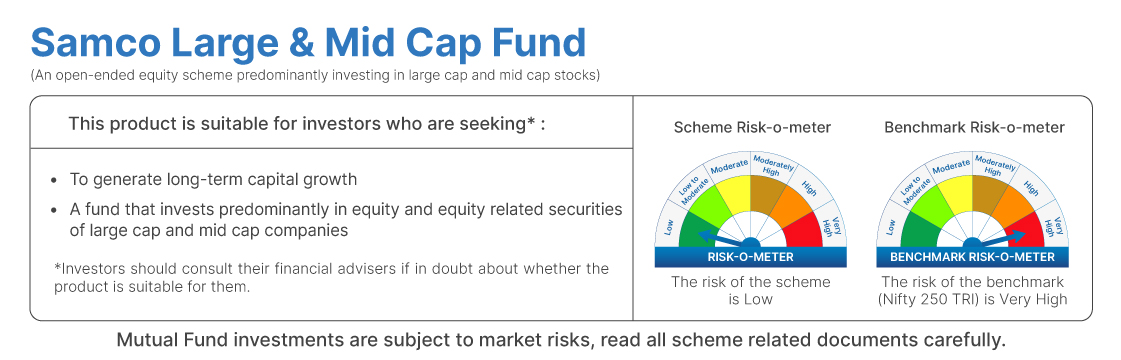 Samco Large & Mid Cap Fund
(An open-ended equity scheme predominantly investing in large cap and mid cap stocks)
This product is suitable for investors who are seeking* :
• To generate long-term capital growth
• A fund that invests predominantly in equity and equity related securities
of large cap and mid cap companies
*Investors should consult their financial advisers if in doubt about whether the
product is suitable for them.
Scheme Risk-o-meter
Low
Low to
Moderate
Moderate
Moderately
High
High
Very
High
RISK-O-METER
The risk of the scheme
is Low
Benchmark Risk-o-meter
Low
Low to
Moderate
Moderate
Moderately
High
High
Very
High
BENCHMARK RISK-O-METER
The risk of the benchmark
(Nifty 250 TRI) is Very High
Mutual Fund investments are subject to market risks, read all scheme related documents carefully.